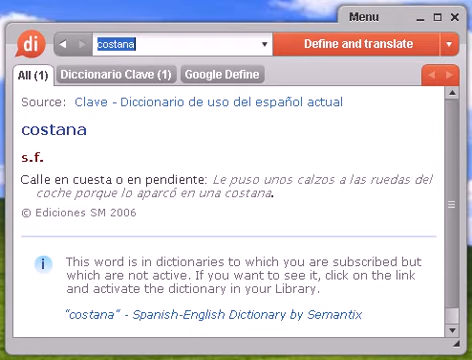 Menu
di
costana
Define and translate
All (1)
Diccionario Clave (1)
Google Define
Source: Clave - Diccionario de uso del español actual
costana
s.f.
Calle en cuesta o en pendiente: Le puso unos calzos a las ruedas del
coche porque lo aparcó en una costana.
© Ediciones SM 2006
i
This word is in dictionaries to which you are subscribed but
which are not active. If you want to see it, click on the link
and activate the dictionary in your Library.
"costana" - Spanish-English Dictionary by Semantix